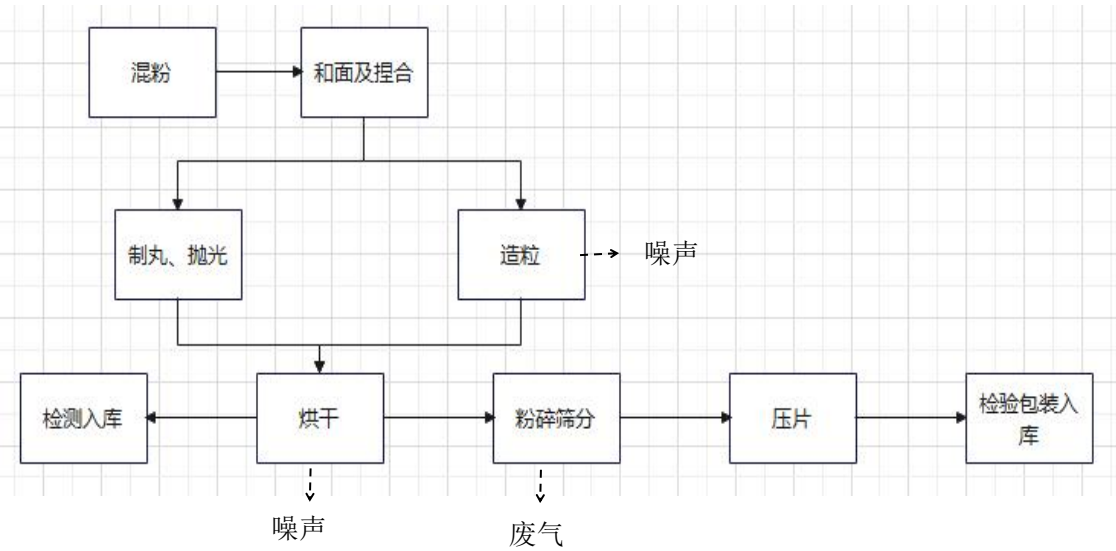 混粉
和面及捏合
制丸、抛光
造粒
噪声
检测入库
烘干
粉碎筛分
压片
检验包装入
库
噪声
废气